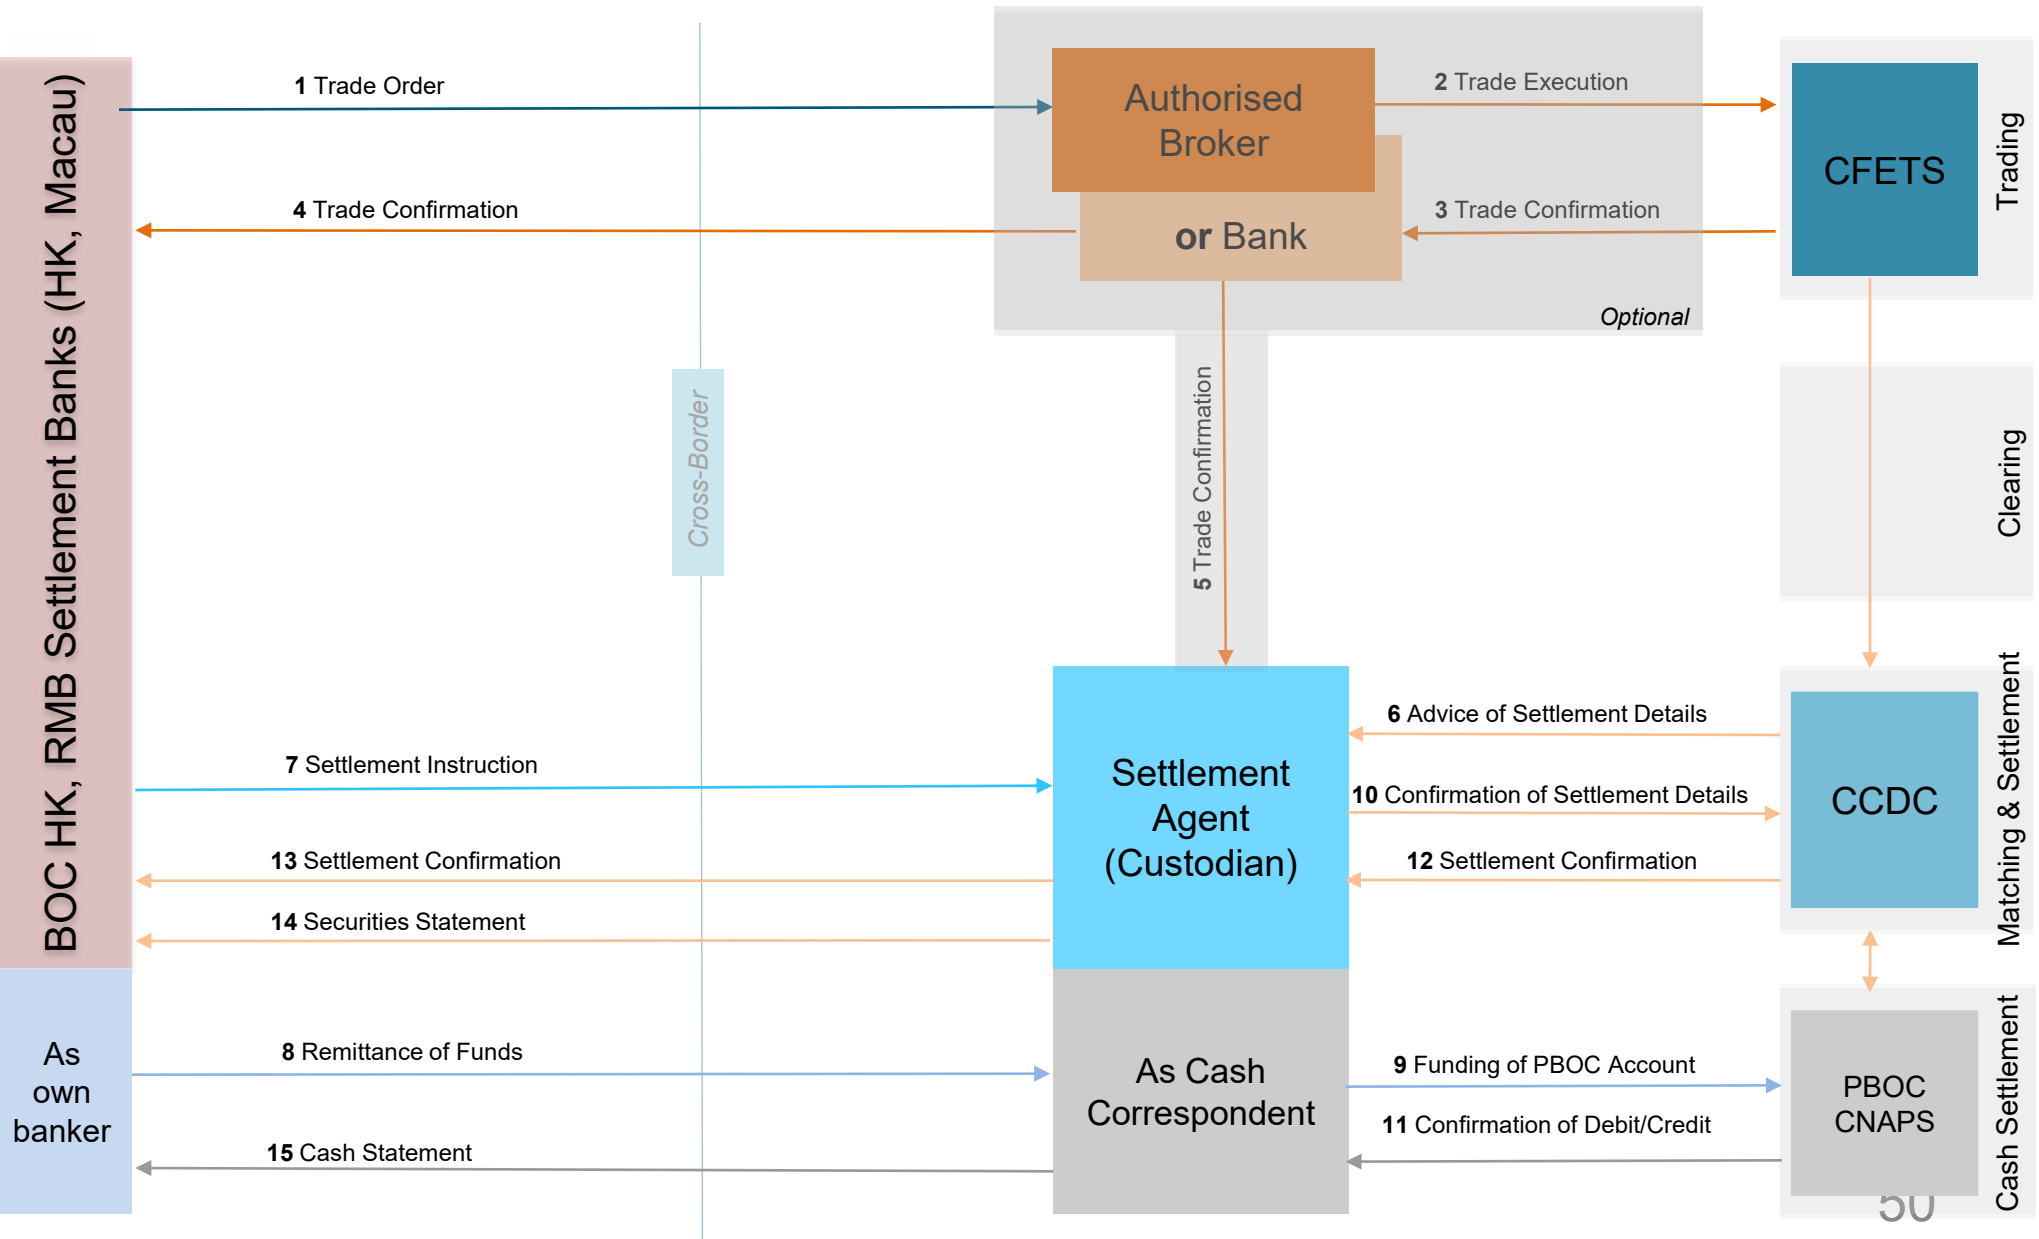 BOC HK, RMB Settlement Banks (HK, Macau)
1 Trade Order
Authorised
Broker
2 Trade Execution
CFETS
Trading
4 Trade Confirmation
or Bank
3 Trade Confirmation
Optional
Cross-Border
5 Trade Confirmation
Clearing
6 Advice of Settlement Details
7 Settlement Instruction
Settlement
Agent
(Custodian)
10 Confirmation of Settlement Details
CCDC
Matching & Settlement
13 Settlement Confirmation
12 Settlement Confirmation
14 Securities Statement
As
own
banker
8 Remittance of Funds
As Cash
Correspondent
9 Funding of PBOC Account
PBOC
CNAPS
Cash Settlement
11 Confirmation of Debit/Credit
15 Cash Statement
50